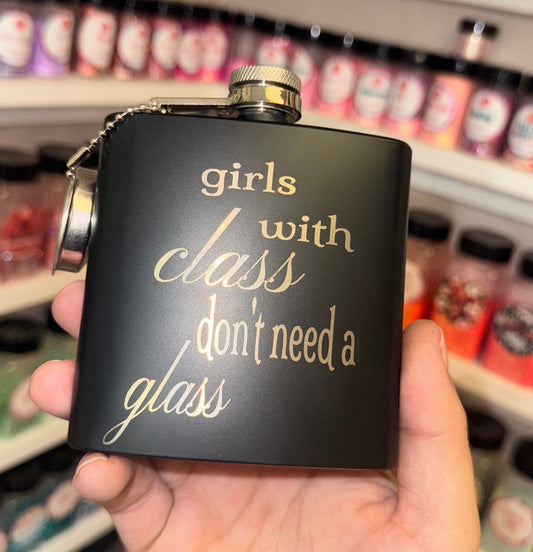 girls
with
class
don't need a
glass